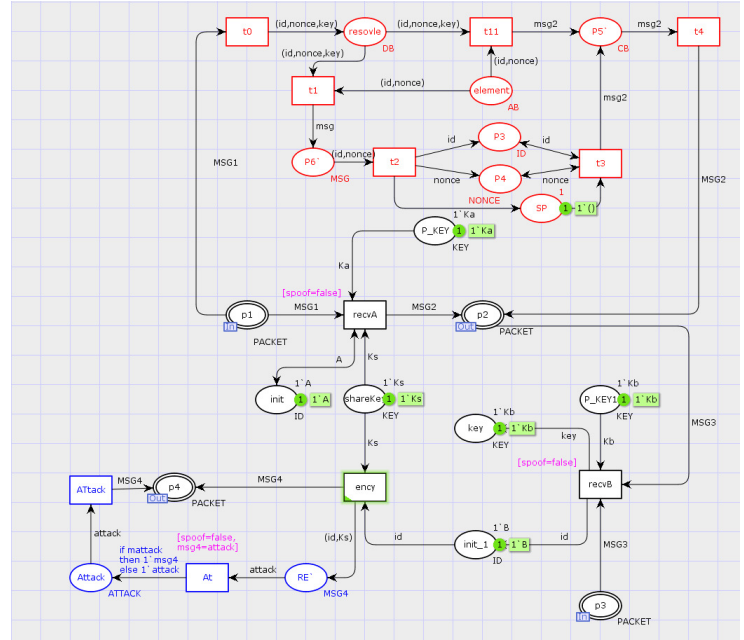 (id,nonce,key)
(id,nonce,key)
msg2
msg2
t0
resovle
t11
P5`
t4
DB
CB
(id,nonce,key)
(id,nonce)
(id,nonce)
t1
element
AB
msg
msg2
P6`
(id,nonce)
MSG
t2
id
P3
ID
id
t3
nonce
P4
nonce
NONCE
MSG1
MSG2
1
SP
1
1`()
1`Ka
P_KEY
1
1`Ka
KEY
Ka
[spoof=false]
p1
In
MSG1
recvA
MSG2
p2
Out
PACKET
PACKET
A
Ks
1`A
init
1
1`A
ID
1`Ks
shareKey
1
1`Ks
KEY
1`Kb
P_KEY1
1
1`Kb
KEY
1`Kb
key
1
1`Kb
KEY
key
Kb
MSG3
Ks
[spoof=false]
recvB
ATtack
MSG4
p4
Out
PACKET
MSG4
ency
attack
[spoof=false,
msg4=attack]
(id,Ks)
id
1`B
init_1
1
1`B
ID
id
MSG3
if mattack
then 1`msg4
else 1`attack
Attack
ATTACK
At
attack
RE`
MSG4
p3
In
PACKET